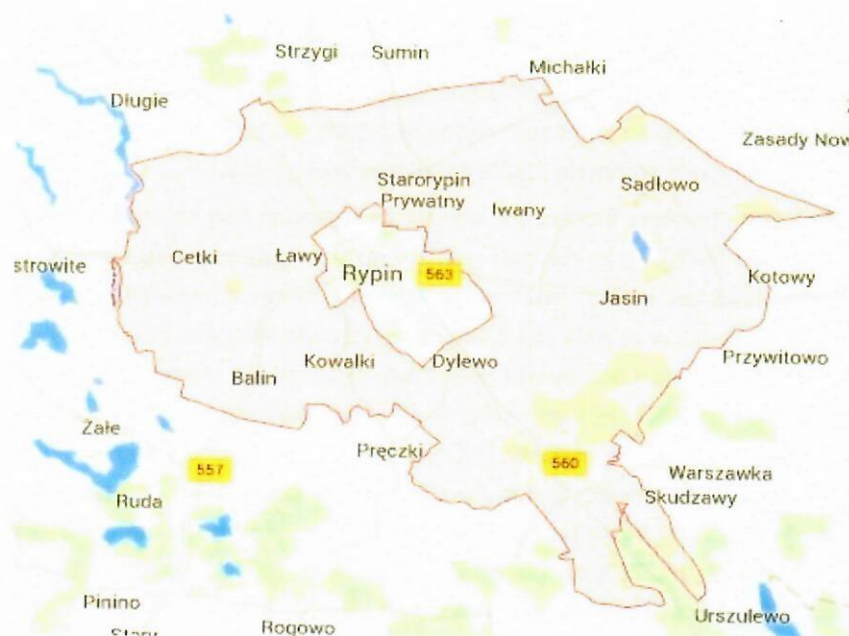 Strzygi
Sumin
Michałki
Długie
Zasady Now
Starorypin
Prywatny
Sadłowo
Iwany
Cetki
Ławy
strowite
Rypin
563
Kotowy
Jasin
Kowalki
Dylewo
Przywitowo
Balin
Załe
Pręczki
557
560
Warszawka
Skudzawy
Ruda
Pinino
Urszulewo
Rogowo
Stary